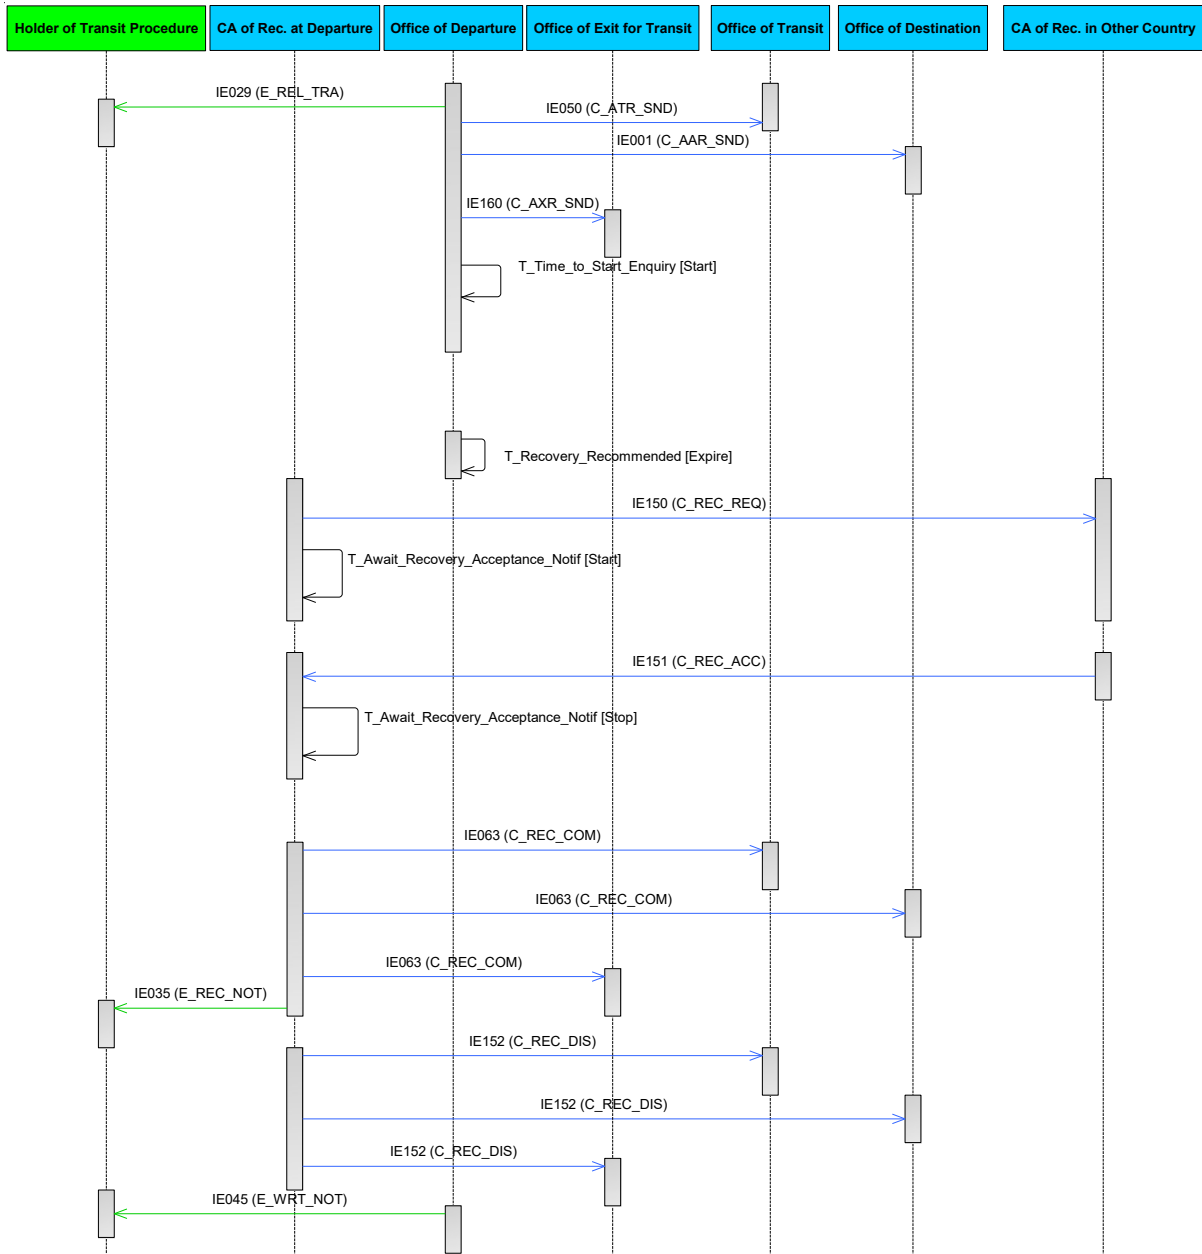 Holder of Transit Procedure
CA of Rec. at Departure
Office of Departure
Office of Exit for Transit
Office of Transit
Office of Destination
CA of Rec. in Other Country
IE029 (E_REL_TRA)
IE050 (C_ATR_SND)
IE001 (C_AAR_SND)
IE160 (C_AXR_SND)
T_Time_to_Start_Enquiry [Start]
T_Recovery_Recommended [Expire]
IE150 (C_REC_REQ)
T_Await_Recovery_Acceptance_Notif [Start]
IE151 (C_REC_ACC)
T_Await_Recovery_Acceptance_Notif [Stop]
IE063 (C_REC_COM)
IE063 (C_REC_COM)
IE063 (C_REC_COM)
IE035 (E_REC_NOT)
IE152 (C_REC_DIS)
IE152 (C_REC_DIS)
IE152 (C_REC_DIS)
IE045 (E_WRT_NOT)